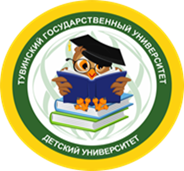 ТУВИНСКИЙ ГОСУДАРСТВЕННЫЙ УНИВЕРСИТЕТ
ДЕТСКИЙ УНИВЕРСИТЕТ